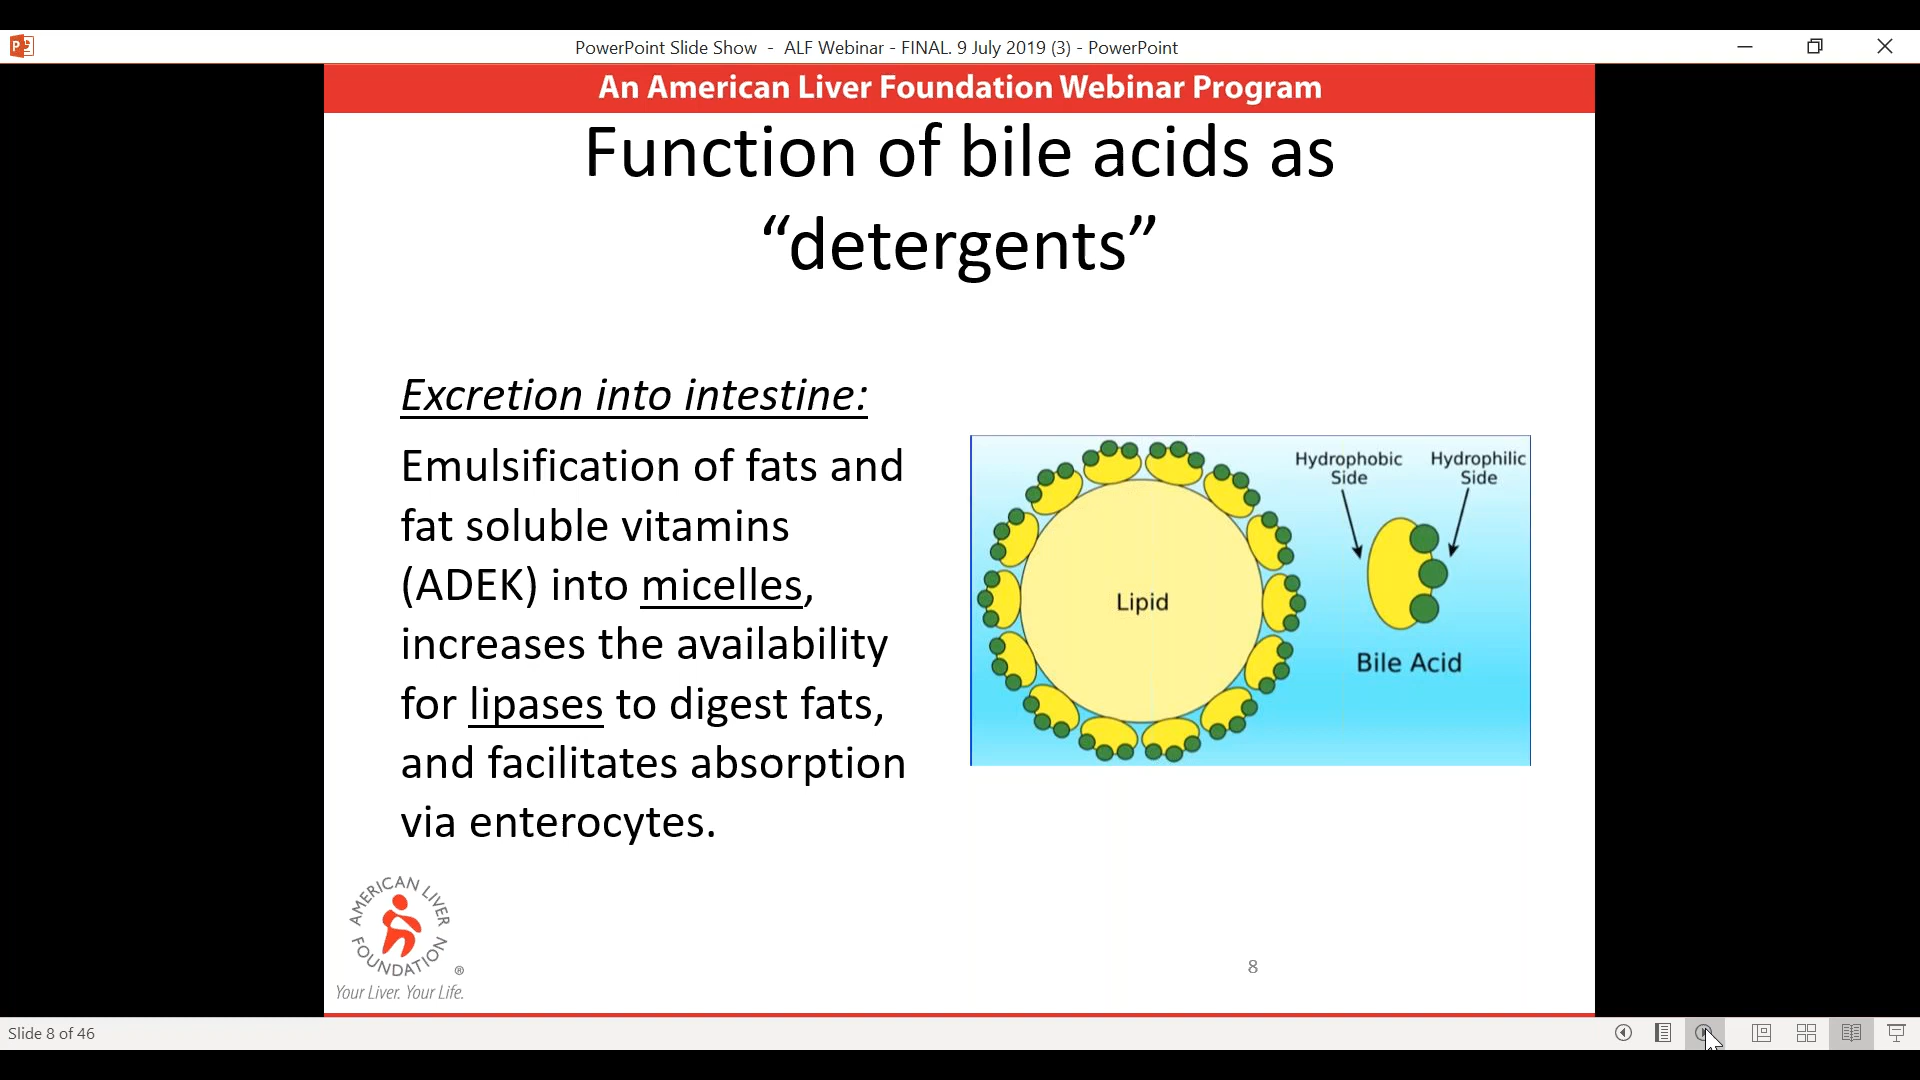 PowerPoint Slide Show - ALF Webinar - FINAL. 9 July 2019 (3) - PowerPoint
An American Liver Foundation Webinar Program
Function of bile acids as
“detergents”
Excretion into intestine:
Emulsification of fats and
fat soluble vitamins
(ADEK) into micelles,
increases the availability
for lipases to digest fats,
and facilitates absorption
via enterocytes.
Hydrophobic Side
Hydrophilic Side
Lipid
Bile Acid
AMERICAN LIVER FOUNDATION ®
Your Liver. Your Life.
8
Slide 8 of 46